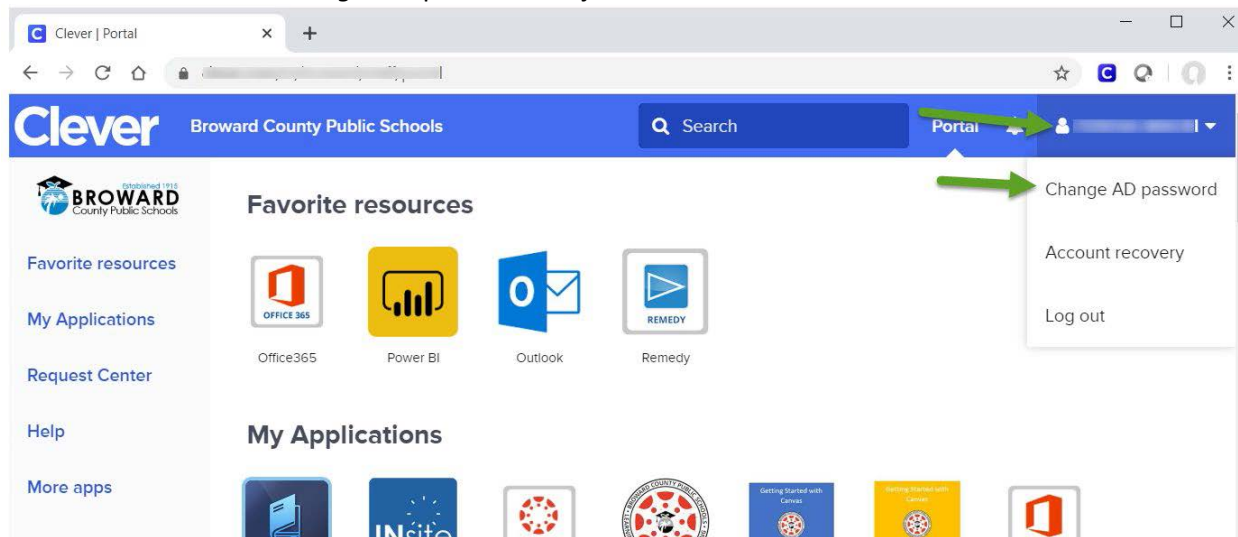 Clever | Portal
Clever
Broward County Public Schools
Search
Portal
Established 1915
BROWARD
County Public Schools
Change AD password
Account recovery
Log out
Favorite resources
My Applications
Request Center
Help
More apps
Favorite resources
OFFICE 365
REMEDY
Office365
Power BI
Outlook
Remedy
My Applications
INsite
Getting Started with
Canvas
Getting Started with
Canvas